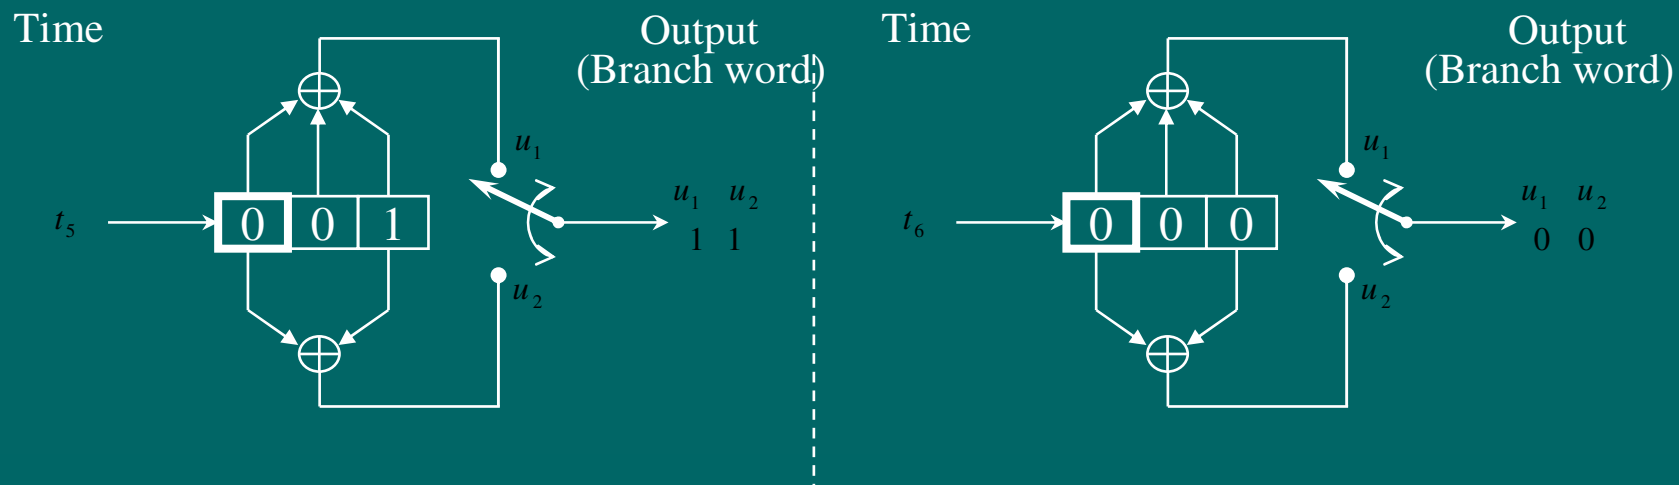 Time
Output
(Branch word)
u₁
t₅
0 0 1
u₁ u₂
1 1
u₂
Time
Output
(Branch word)
u₁
t₆
0 0 0
u₁ u₂
0 0
u₂